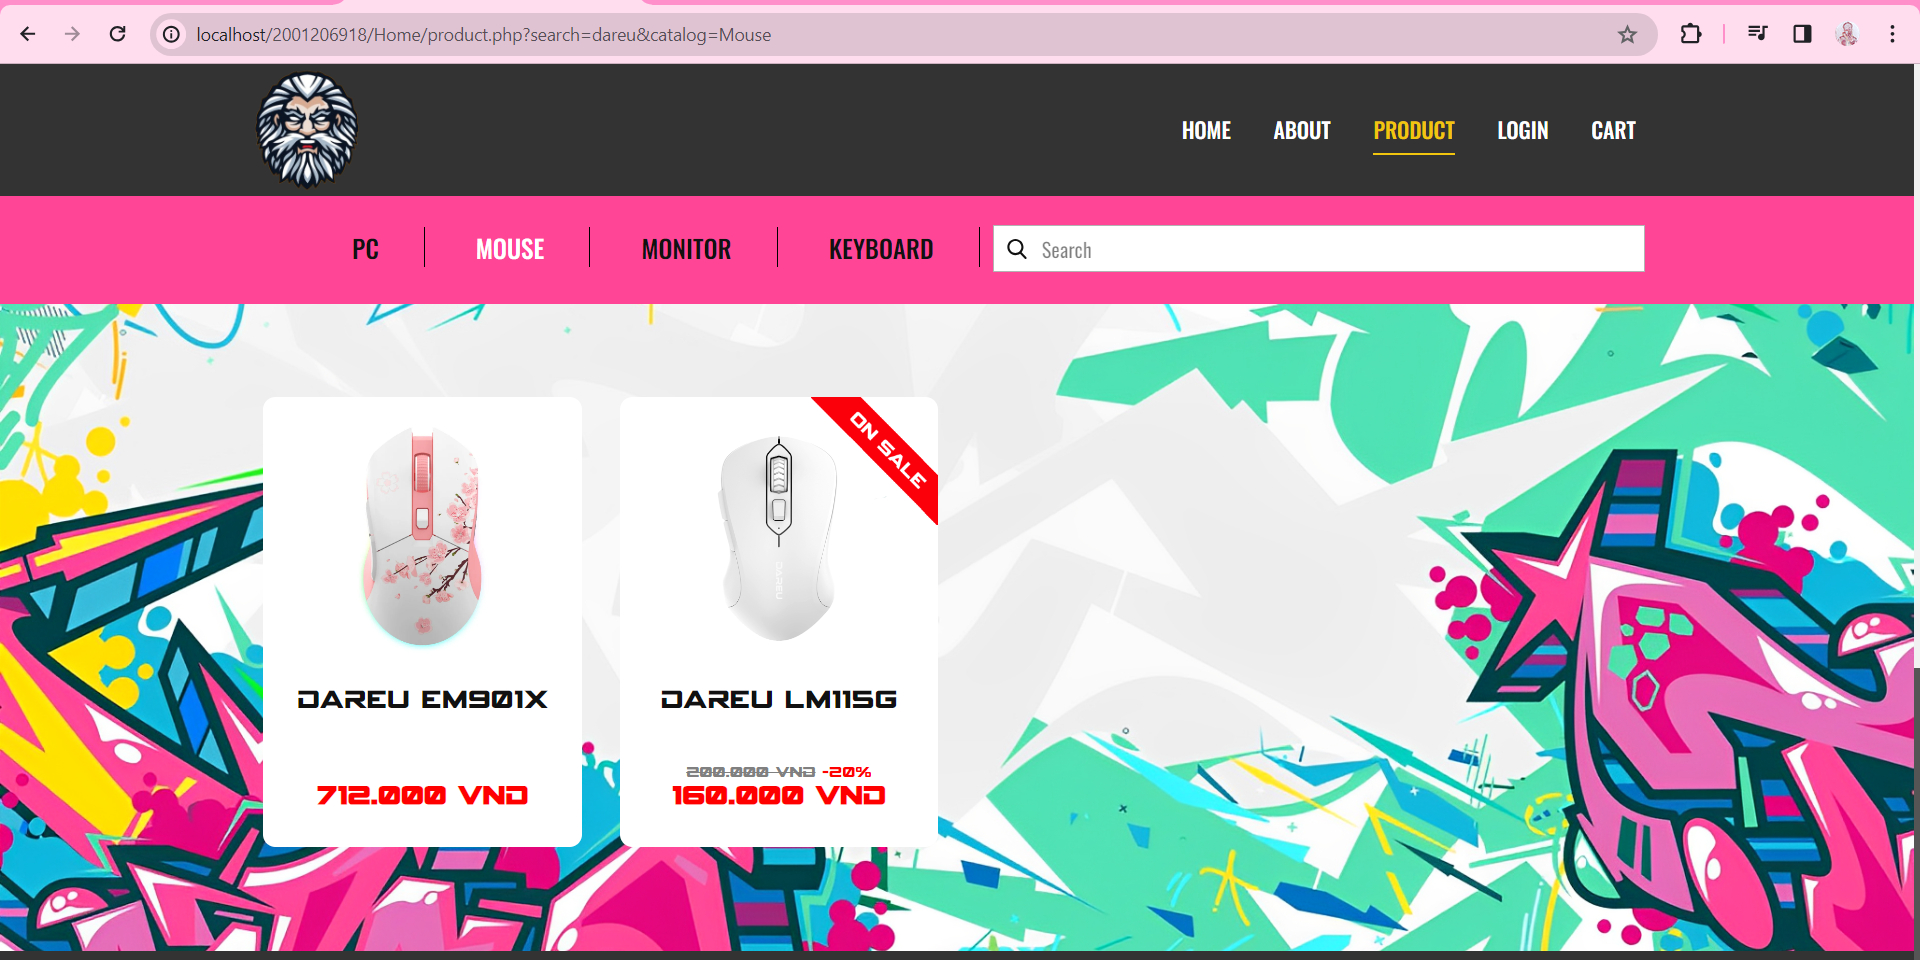 localhost/2001206918/Home/product.php?search=dareu&catalog=Mouse
HOME ABOUT PRODUCT LOGIN CART
PC MOUSE MONITOR KEYBOARD Search
ON SALE
DAREU
DAREU EM901X
DAREU LM115G
200.000 VND -20%
712.000 VND
160.000 VND